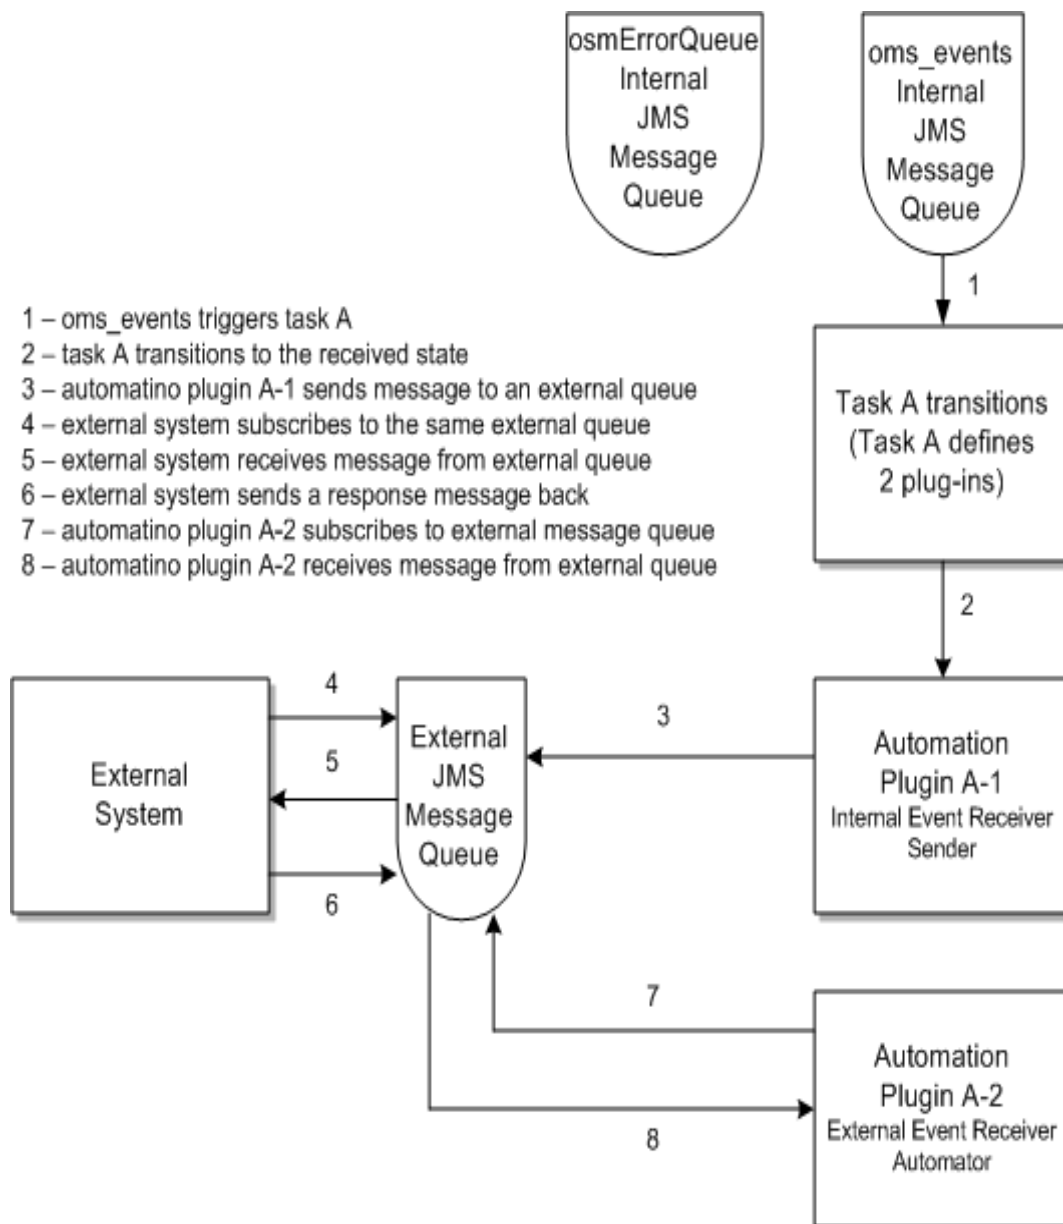 osmErrorQueue
Internal
JMS
Message
Queue
oms_events
Internal
JMS
Message
Queue
1
1 – oms_events triggers task A
2 – task A transitions to the received state
3 – automatino plugin A-1 sends message to an external queue
4 – external system subscribes to the same external queue
5 – external system receives message from external queue
6 – external system sends a response message back
7 – automatino plugin A-2 subscribes to external message queue
8 – automatino plugin A-2 receives message from external queue
Task A transitions
(Task A defines
2 plug-ins)
2
External
System
4
5
6
External
JMS
Message
Queue
3
Automation
Plugin A-1
Internal Event Receiver
Sender
7
8
Automation
Plugin A-2
External Event Receiver
Automator